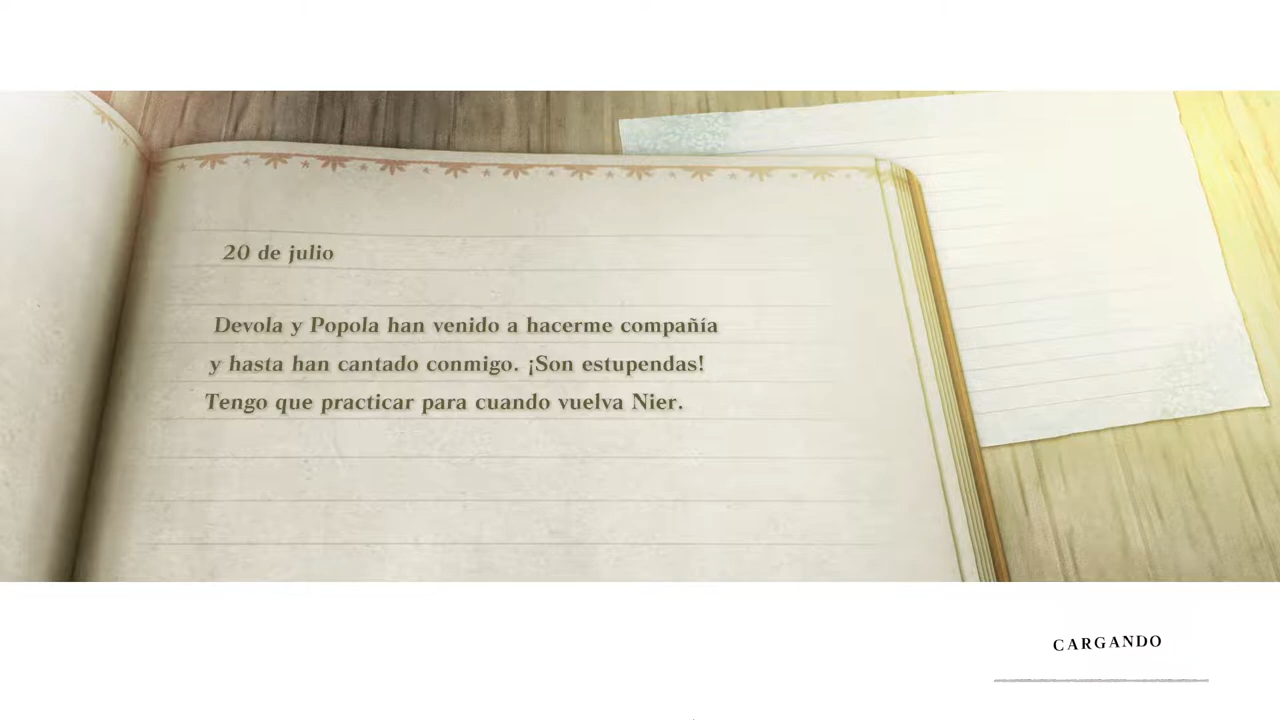 20 de julio
Devola y Popola han venido a hacerme compañía
y hasta han cantado conmigo. ¡Son estupendas!
Tengo que practicar para cuando vuelva Nier.
CARGANDO